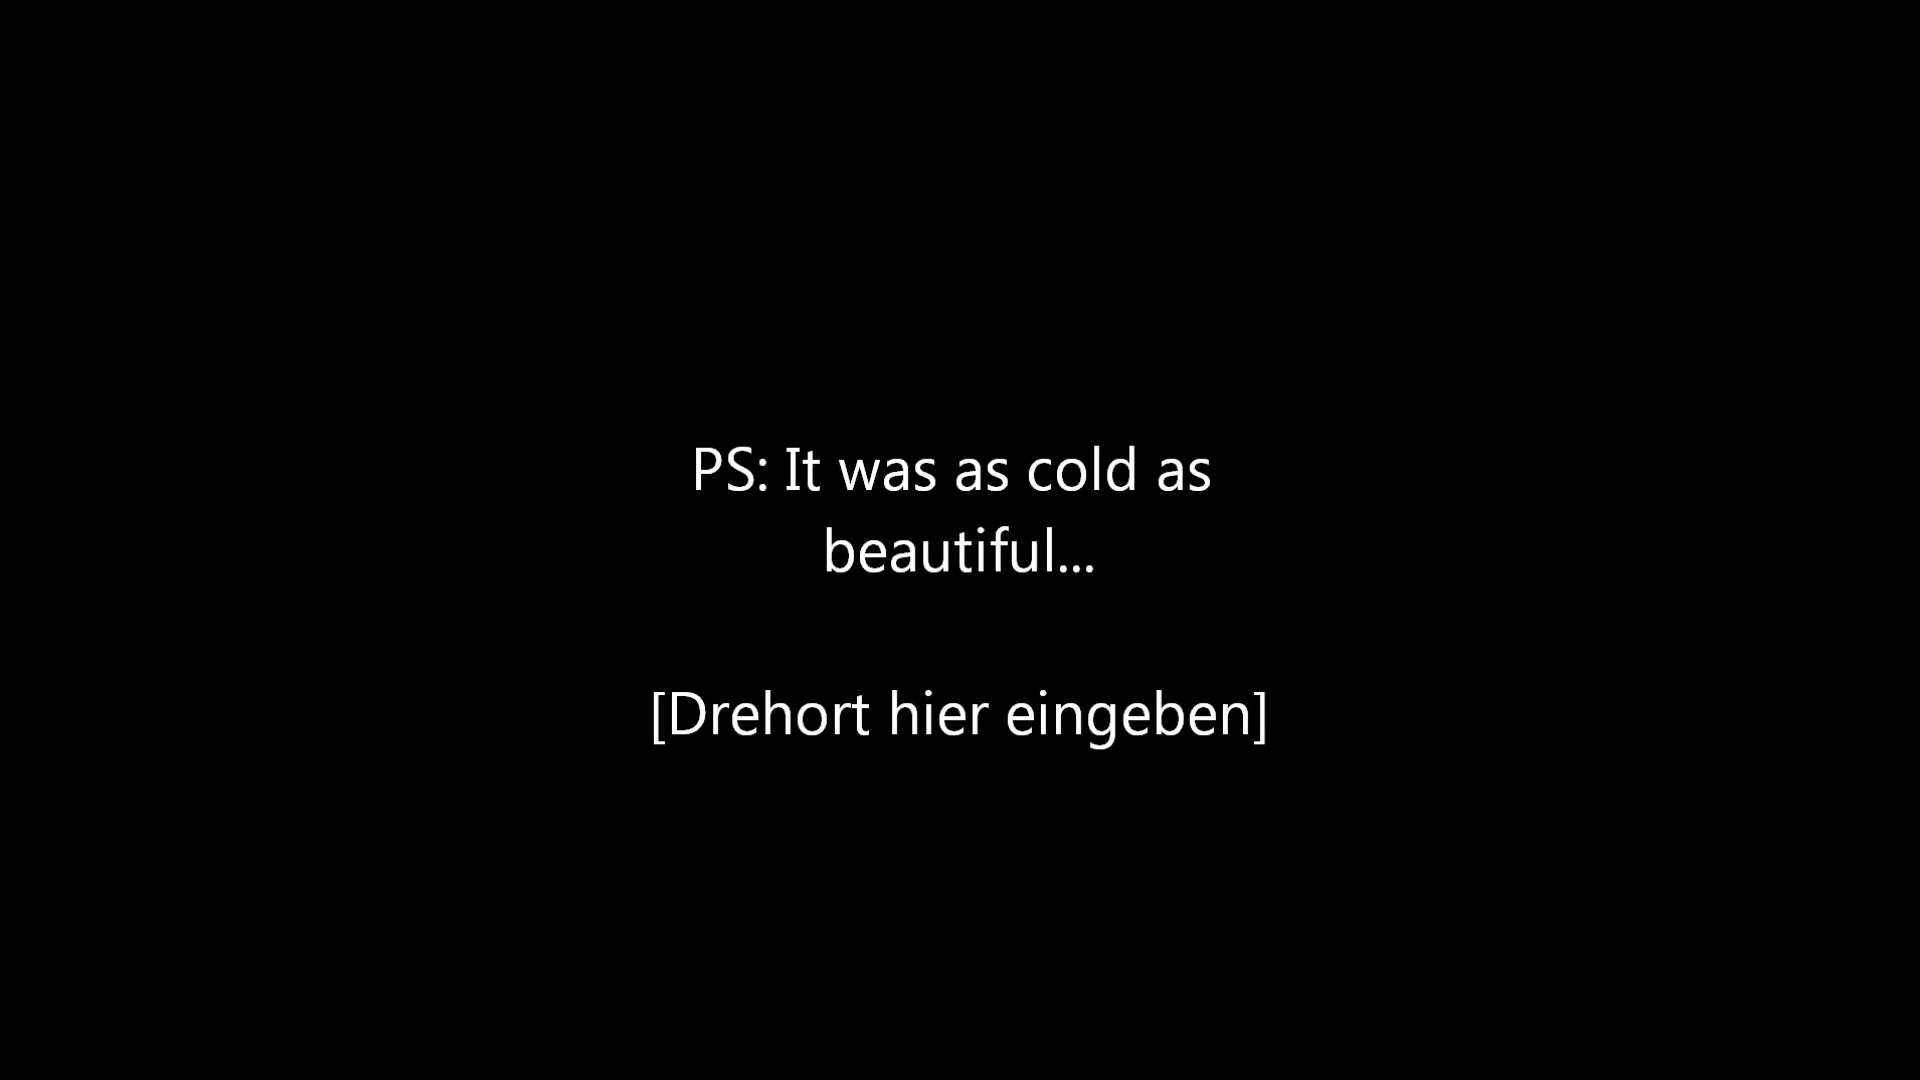 PS: It was as cold as
beautiful...
[Drehort hier eingeben]